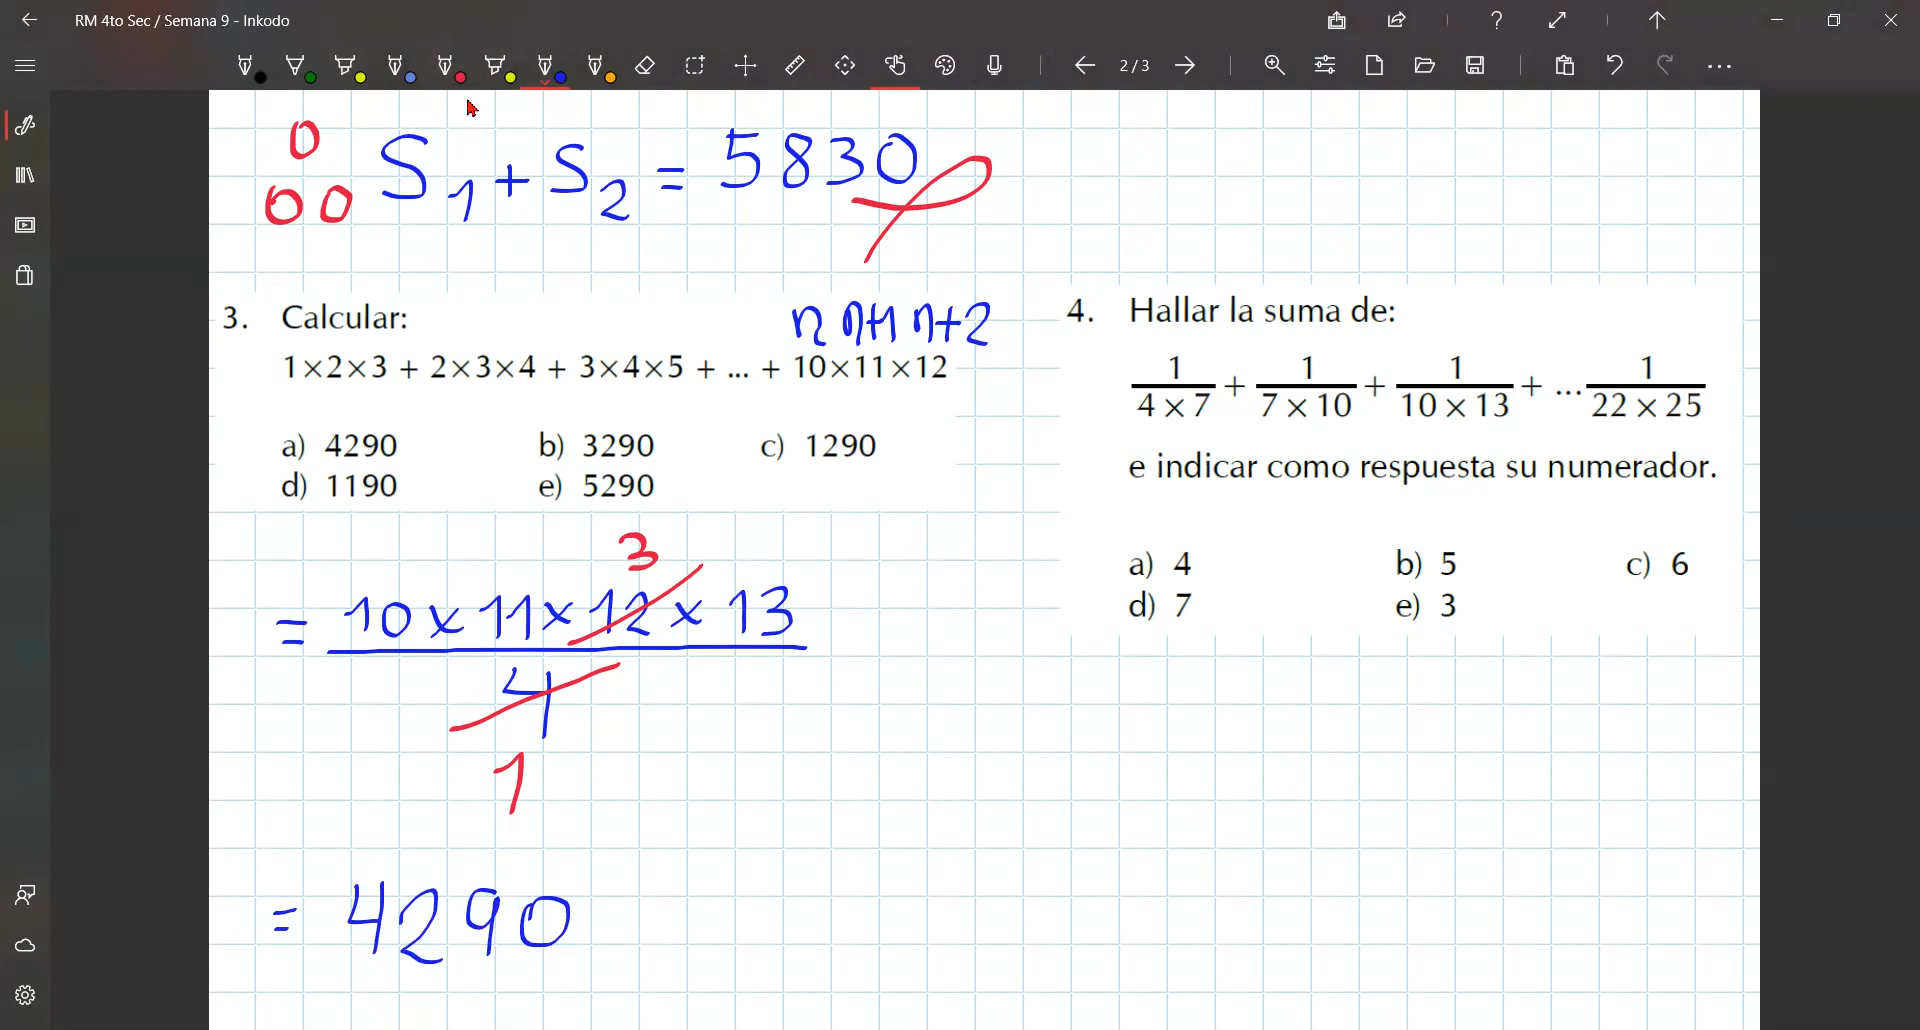 RM 4to Sec / Semana 9 - Inkodo
2 / 3
0
00
S1 + S2 = 5830
3. Calcular:
n n+1 n+2
1×2×3 + 2×3×4 + 3×4×5 + ... + 10×11×12
a) 4290 b) 3290 c) 1290
d) 1190 e) 5290
3
= 10 x 11 x 12 x 13
4
1
= 4290
4. Hallar la suma de:
1/4 × 7 + 1/7 × 10 + 1/10 × 13 + ... 1/22 × 25
e indicar como respuesta su numerador.
a) 4 b) 5 c) 6
d) 7 e) 3